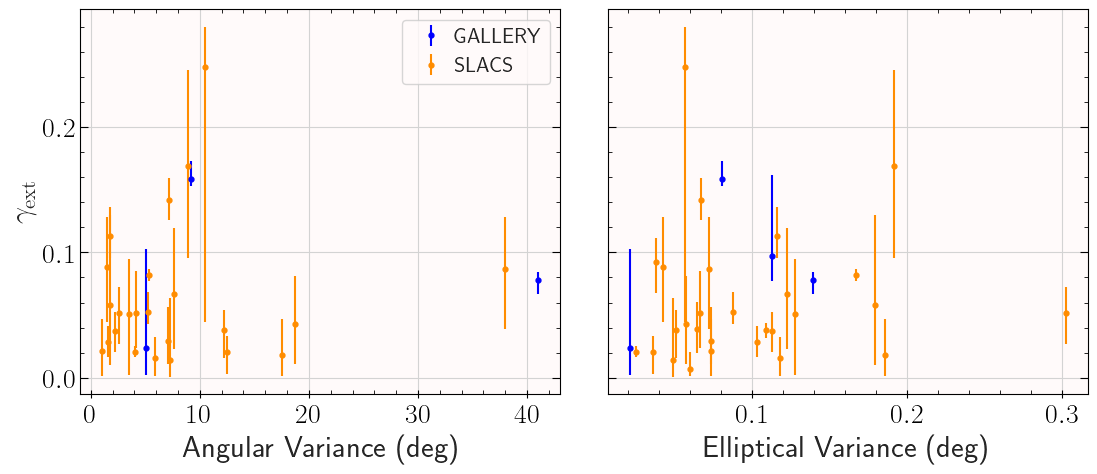 GALLERY
SLACS
γext
0.2
0.1
0.0
0 10 20 30 40
0.1 0.2 0.3
Angular Variance (deg)
Elliptical Variance (deg)